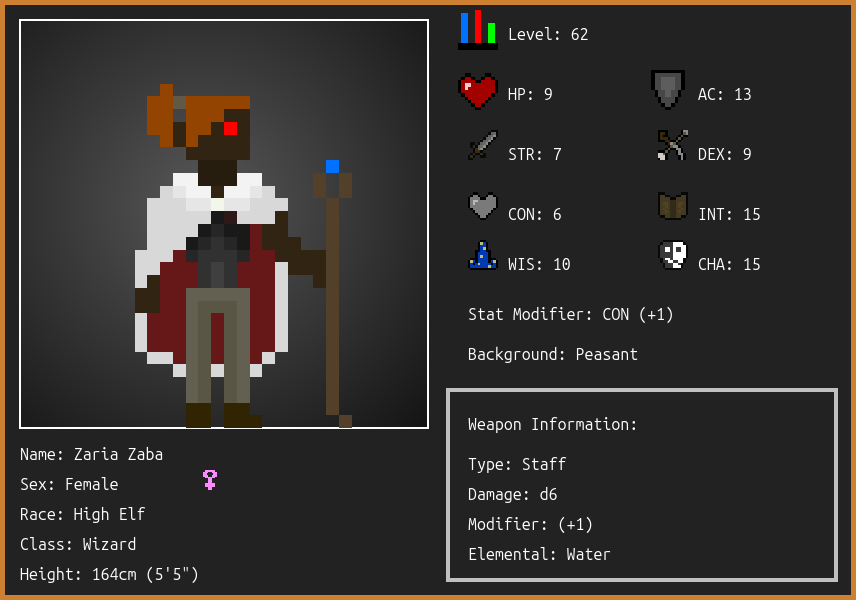 Level: 62
HP: 9
AC: 13
STR: 7
DEX: 9
CON: 6
INT: 15
WIS: 10
CHA: 15
Stat Modifier: CON (+1)
Background: Peasant
Weapon Information:
Type: Staff
Damage: d6
Modifier: (+1)
Elemental: Water
Name: Zaria Zaba
Sex: Female
Race: High Elf
Class: Wizard
Height: 164cm (5'5")